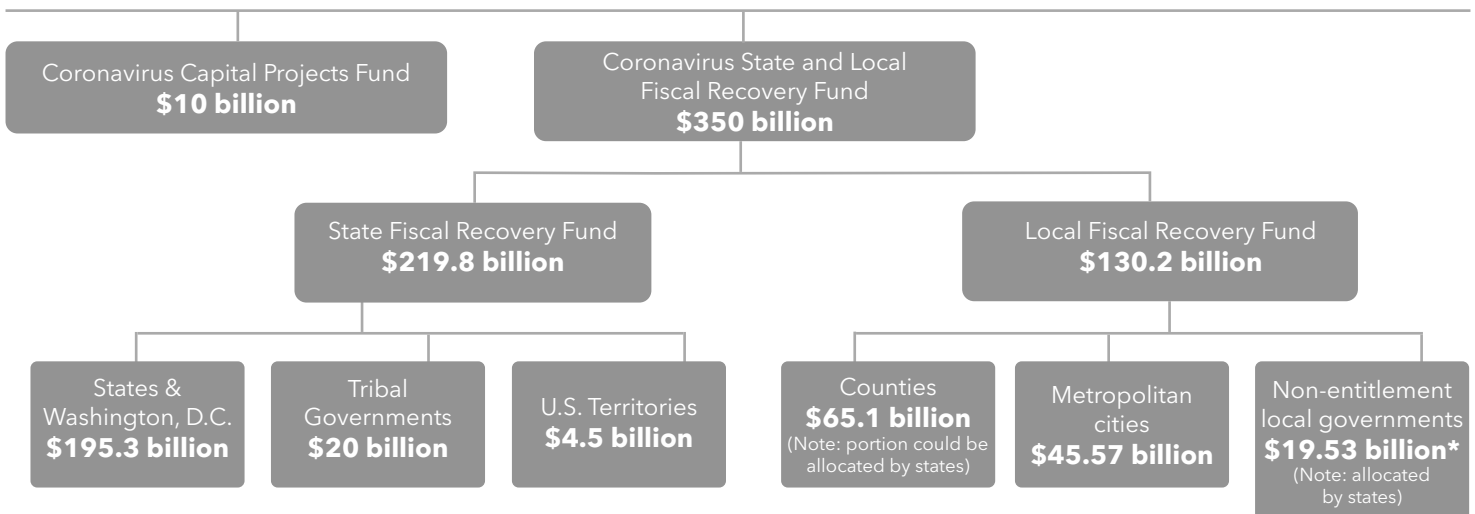 Coronavirus Capital Projects Fund
$10 billion
Coronavirus State and Local
Fiscal Recovery Fund
$350 billion
State Fiscal Recovery Fund
$219.8 billion
Local Fiscal Recovery Fund
$130.2 billion
States &
Washington, D.C.
$195.3 billion
Tribal
Governments
$20 billion
U.S. Territories
$4.5 billion
Counties
$65.1 billion
(Note: portion could be
allocated by states)
Metropolitan
cities
$45.57 billion
Non-entitlement
local governments
$19.53 billion*
(Note: allocated
by states)